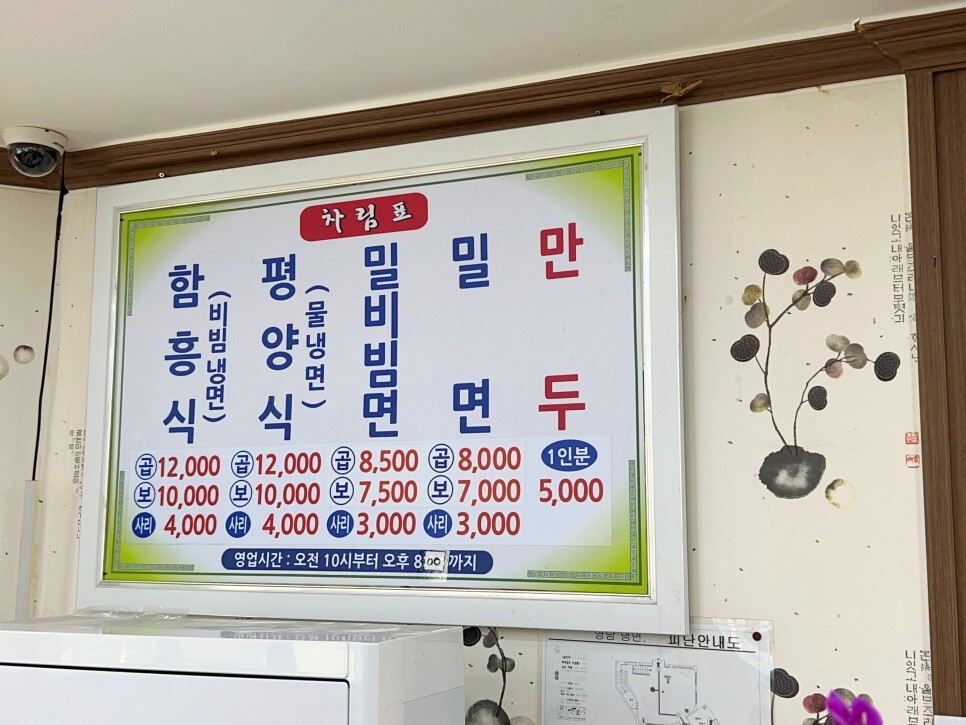 차림표
함흥식
(비빔냉면)
평양식
(물냉면)
밀비빔면
밀면
만두
곱 12,000 곱 12,000 곱 8,500 곱 8,000 1인분
보 10,000 보 10,000 보 7,500 보 7,000 5,000
사리 4,000 사리 4,000 사리 3,000 사리 3,000
영업시간 : 오전 10시부터 오후 8 00 까지
냉면. 피난안내도